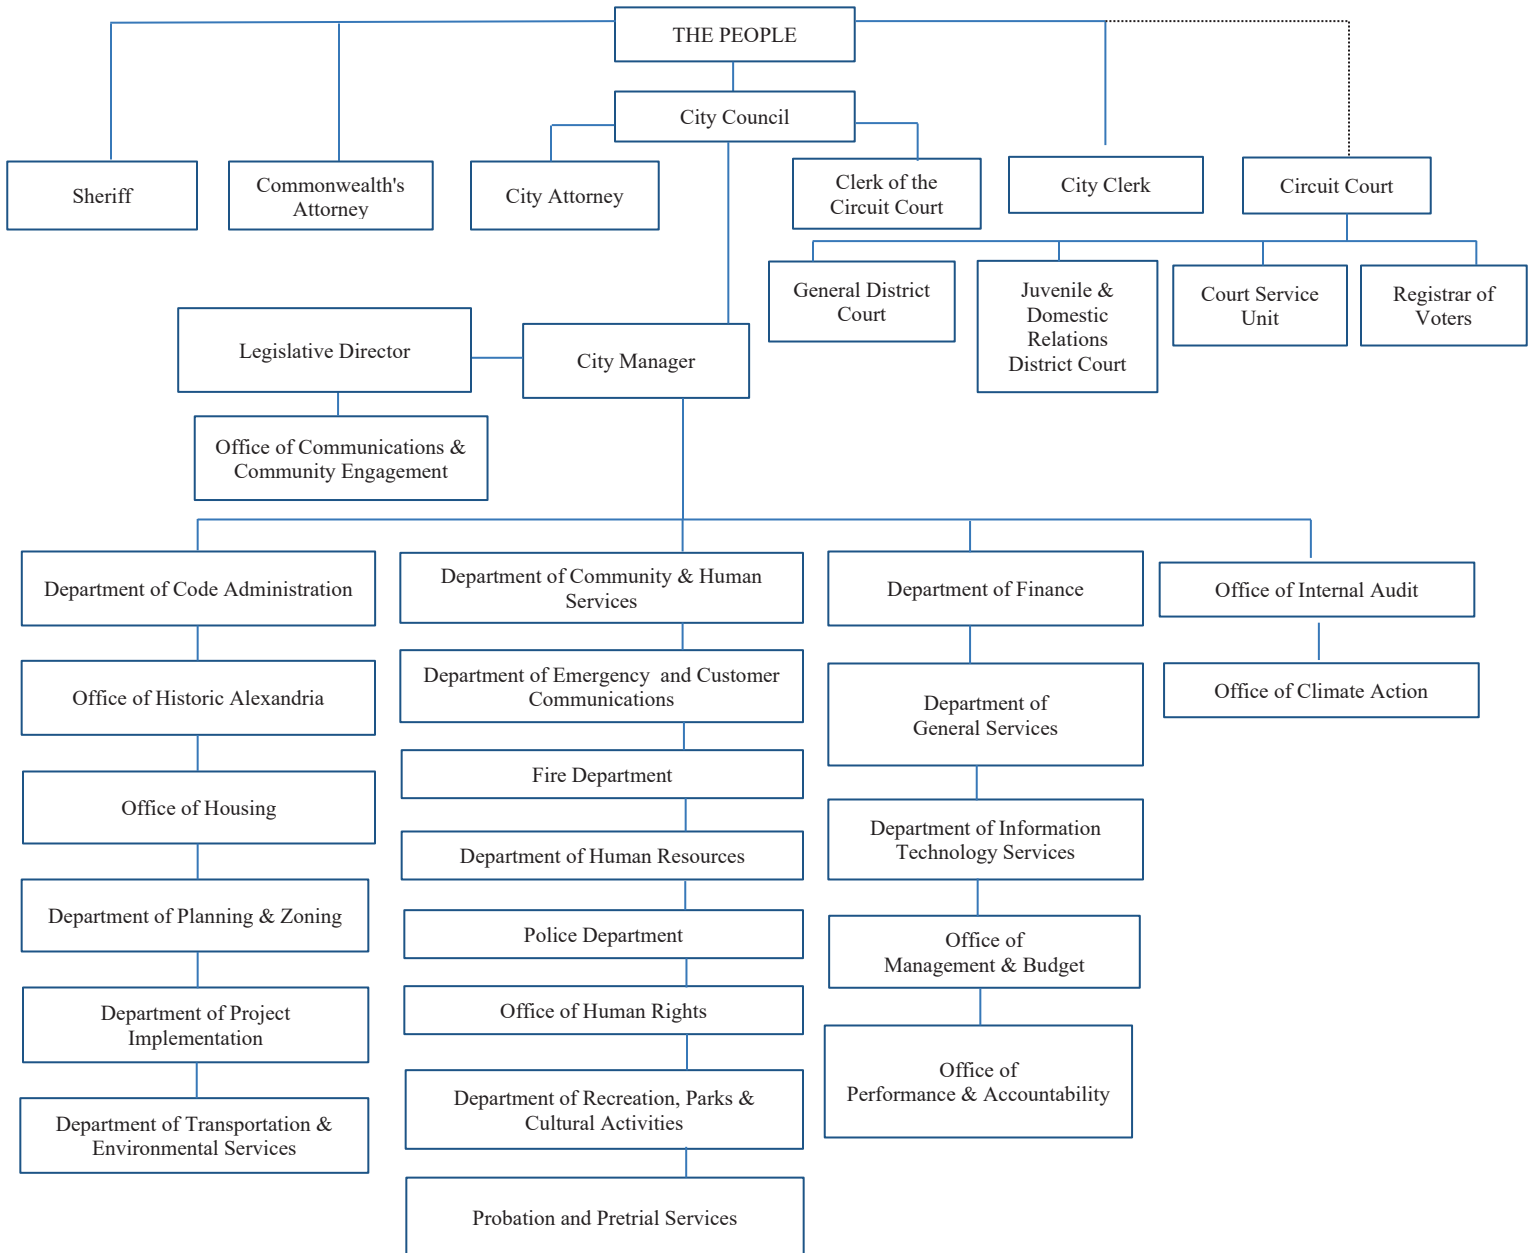 THE PEOPLE
City Council
Sheriff
Commonwealth's
Attorney
City Attorney
Clerk of the
Circuit Court
City Clerk
Circuit Court
General District
Court
Juvenile &
Domestic
Relations
District Court
Court Service
Unit
Registrar of
Voters
Legislative Director
City Manager
Office of Communications &
Community Engagement
Department of Code Administration
Office of Historic Alexandria
Office of Housing
Department of Planning & Zoning
Department of Project
Implementation
Department of Transportation &
Environmental Services
Department of Community & Human
Services
Department of Emergency  and Customer
Communications
Fire Department
Department of Human Resources
Police Department
Office of Human Rights
Department of Recreation, Parks &
Cultural Activities
Probation and Pretrial Services
Department of Finance
Department of
General Services
Department of Information
Technology Services
Office of
Management & Budget
Office of
Performance & Accountability
Office of Internal Audit
Office of Climate Action